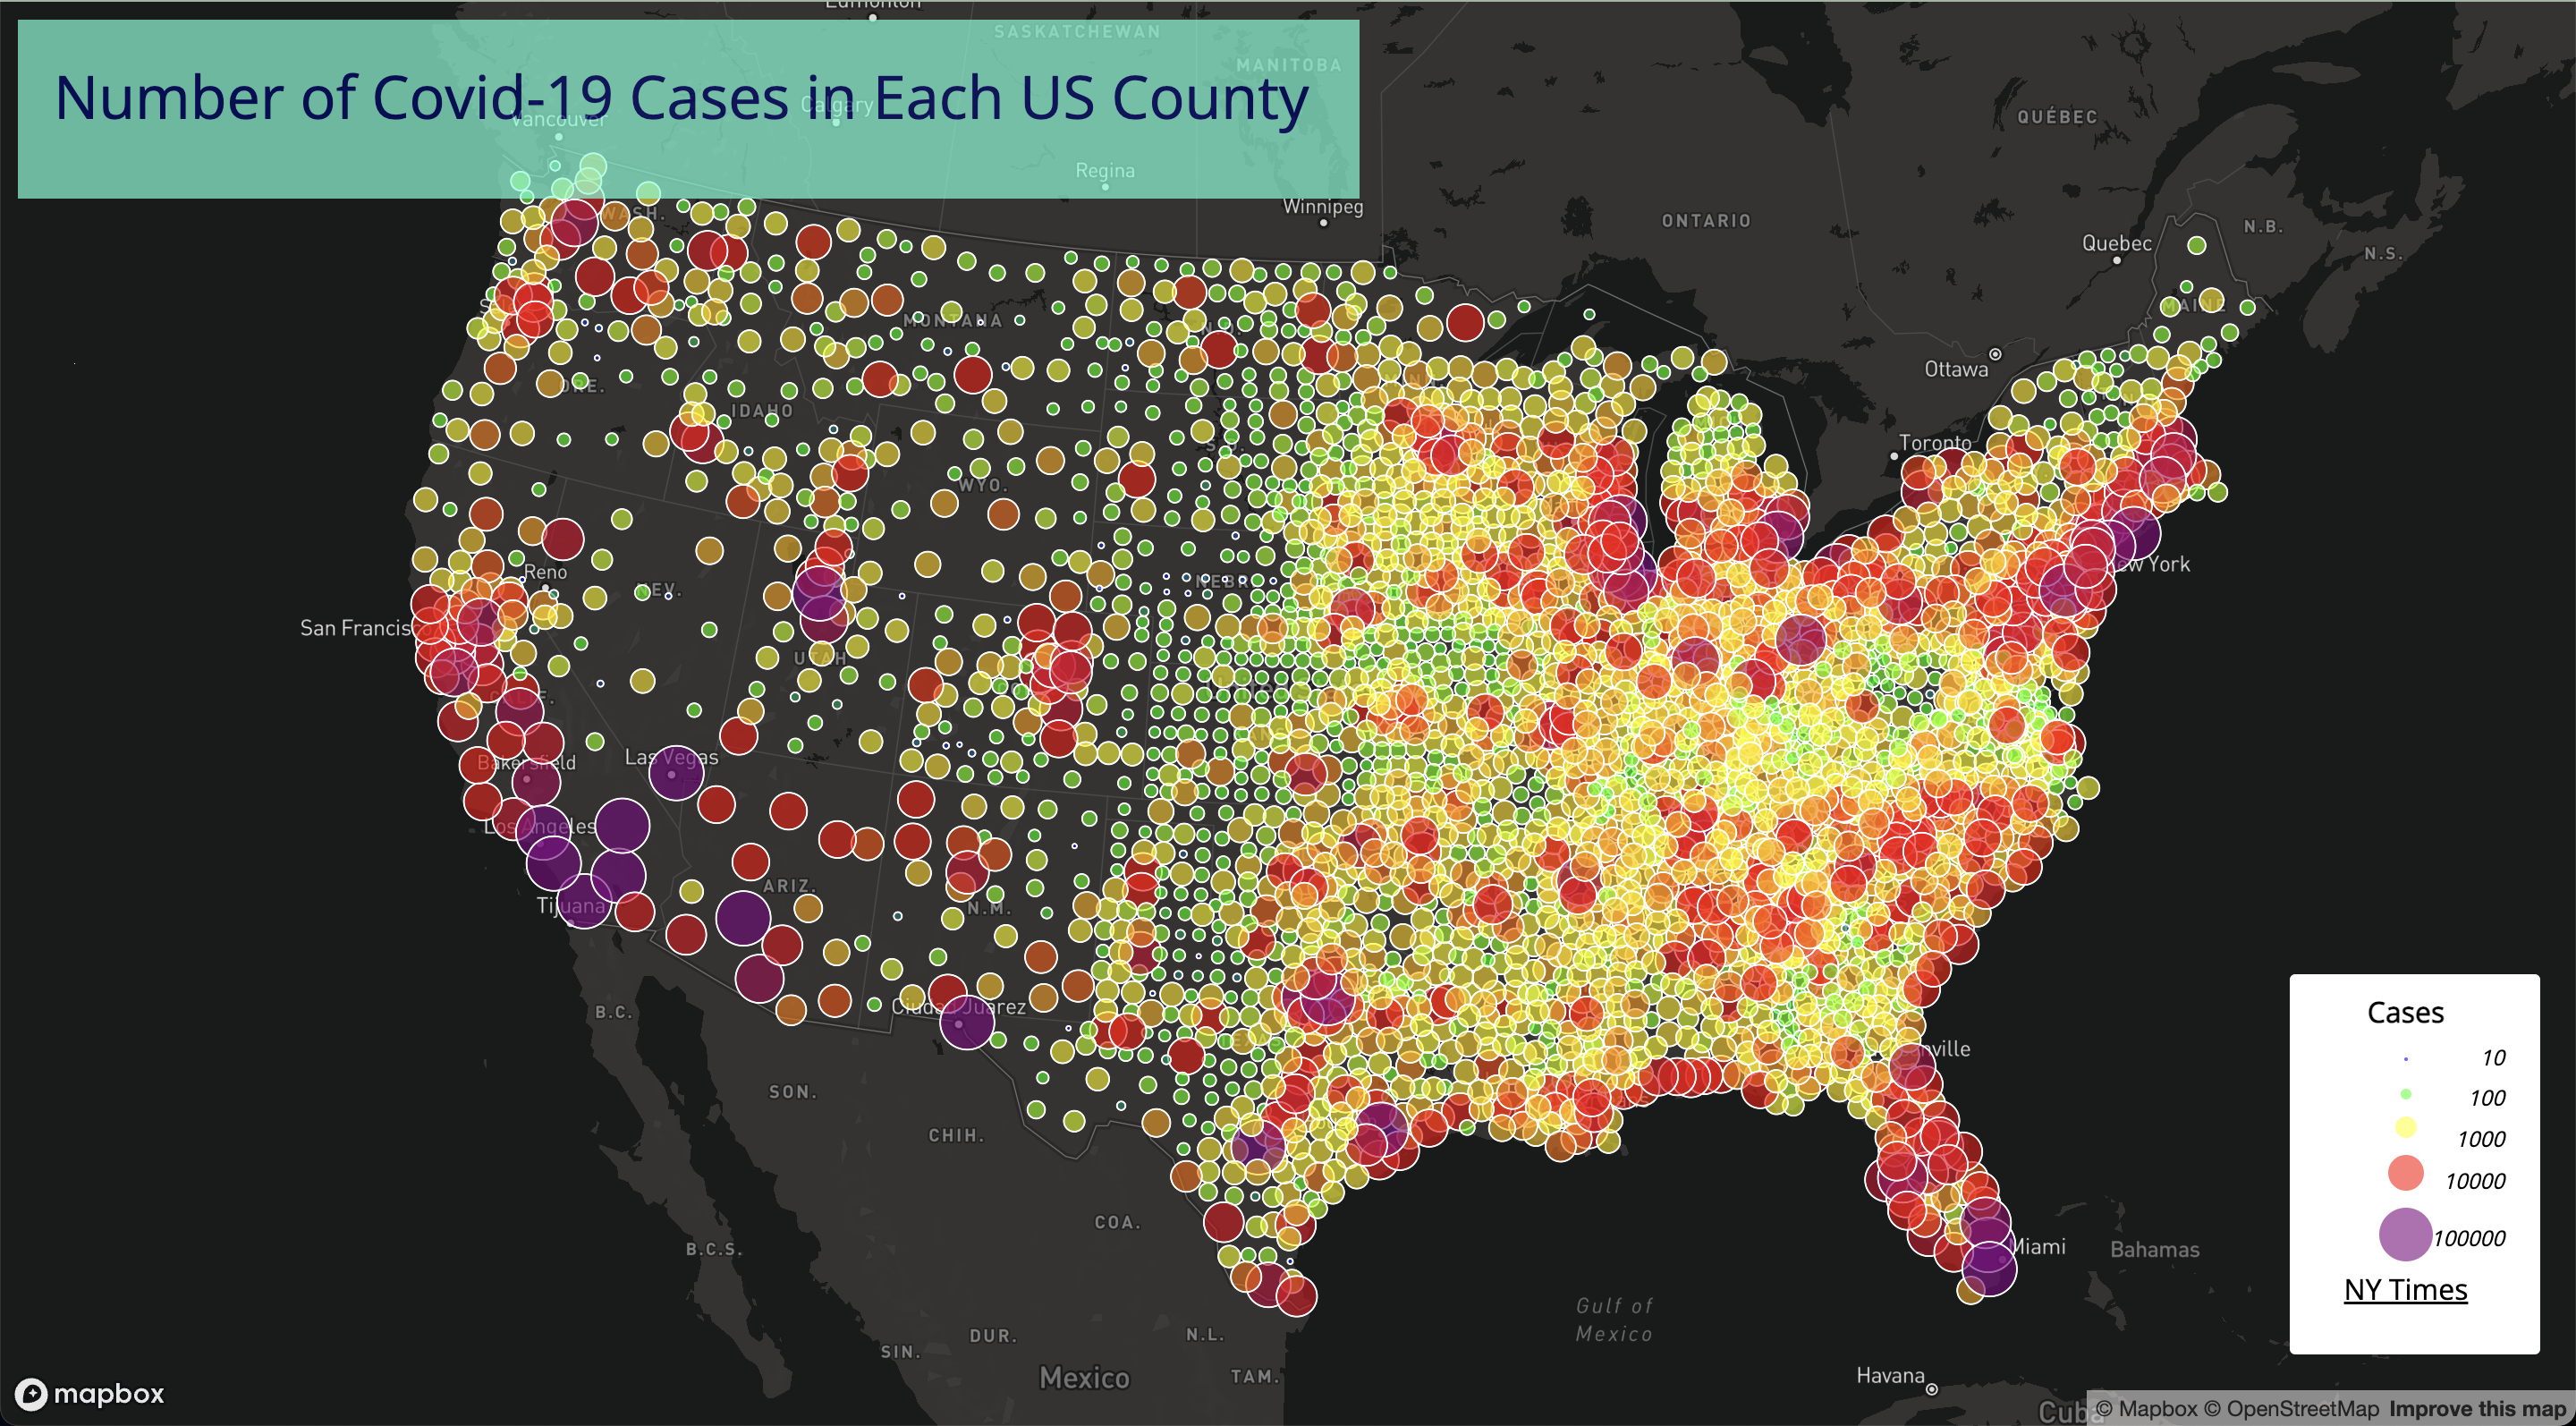 Edmonton
SASKATCHEWAN
MANITOBA
Number of Covid-19 Cases in Each US County
Calgary
Vancouver
QUÉBEC
Regina
Winnipeg
WASH.
ONTARIO
N.B.
Quebec
N.S.
MAINE
MONTANA
N.D.
Ottawa
ORE.
IDAHO
Toronto
S.D.
WYO.
Reno
NEV.
NEBR.
New York
San Francisco
UTAH
United S
Las Vegas
Bakersfield
Los Angeles
ARIZ.
Tijuana
N.M.
B.C.
Ciudad Juarez
TEXAS
SON.
CHIH.
COA.
B.C.S.
Miami
Bahamas
Gulf of
Mexico
DUR.
N.L.
SIN.
Mexico
TAM.
Havana
Cuba
Cases
10
100
1000
10000
100000
NY Times
mapbox
© Mapbox © OpenStreetMap Improve this map